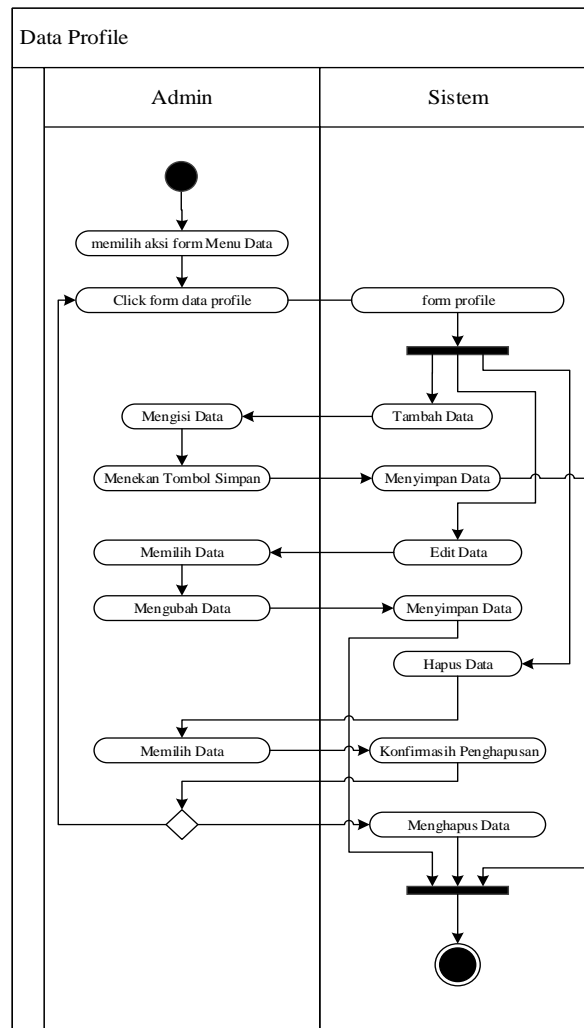 Data Profile
Admin
Sistem
memilih aksi form Menu Data
Click form data profile
form profile
Mengisi Data
Tambah Data
Menekan Tombol Simpan
Menyimpan Data
Memilih Data
Edit Data
Mengubah Data
Menyimpan Data
Hapus Data
Memilih Data
Konfirmasih Penghapusan
Menghapus Data